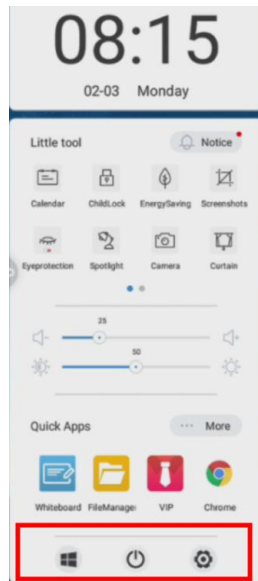 08:15
02-03 Monday
Little tool
Notice
Calendar ChildLock EnergySaving Screenshots
Eyeprotection Spotlight Camera Curtain
25
50
Quick Apps
More
Whiteboard FileManage VIP Chrome